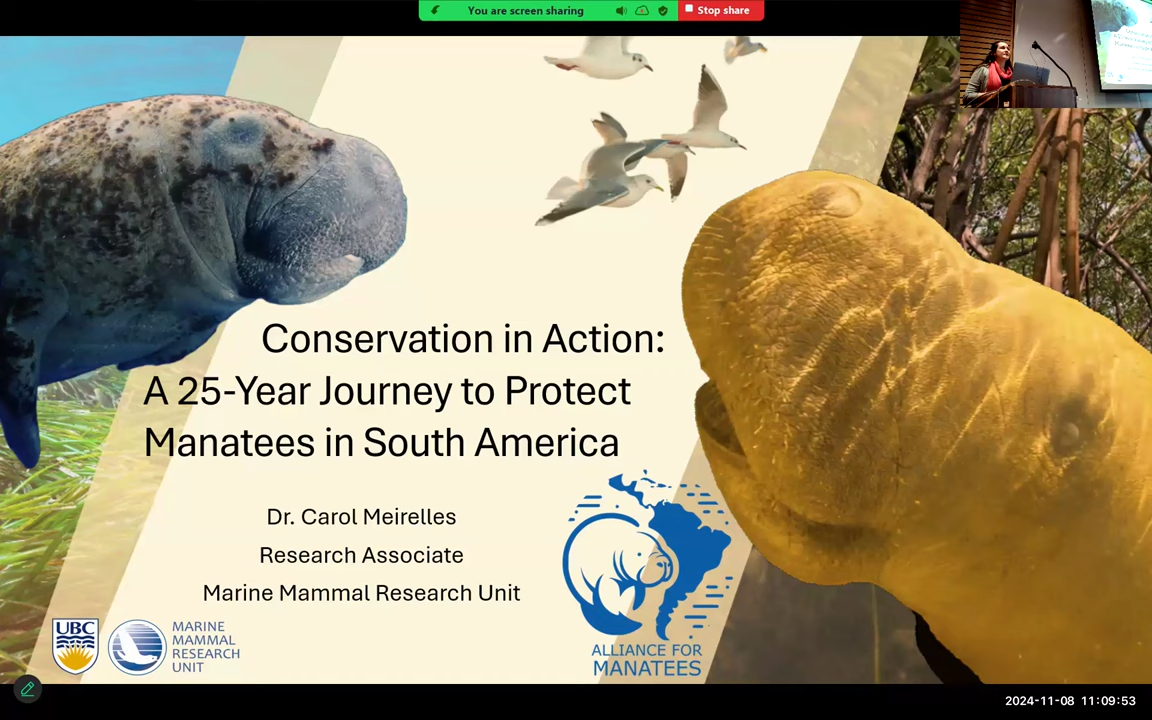 You are screen sharing
Stop share
Conservation in Action:
A 25-Year Journey to Protect
Manatees in South America
Dr. Carol Meirelles
Research Associate
Marine Mammal Research Unit
UBC
MARINE
MAMMAL
RESEARCH
UNIT
ALLIANCE FOR
MANATEES
2024-11-08 11:09:53